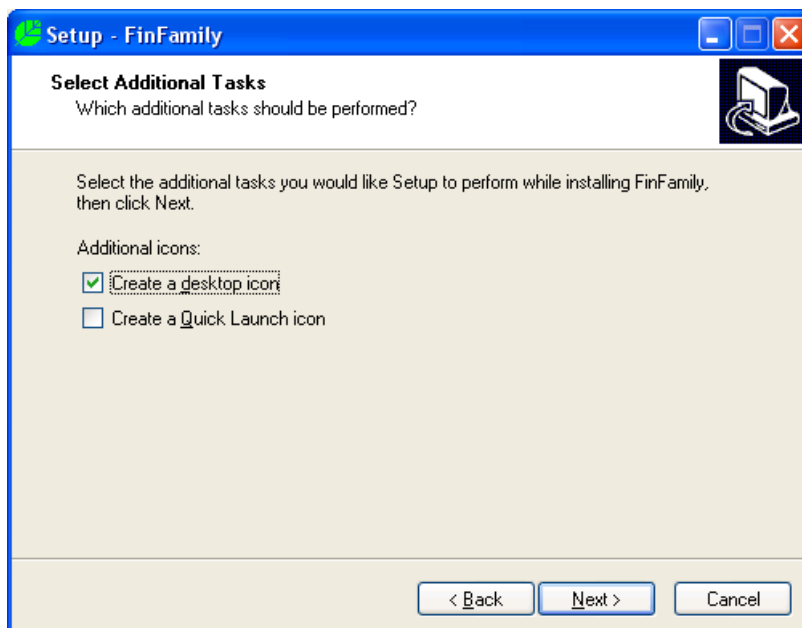 Setup - FinFamily
Select Additional Tasks
Which additional tasks should be performed?
Select the additional tasks you would like Setup to perform while installing FinFamily,
then click Next.
Additional icons:
Create a desktop icon
Create a Quick Launch icon
< Back
Next >
Cancel